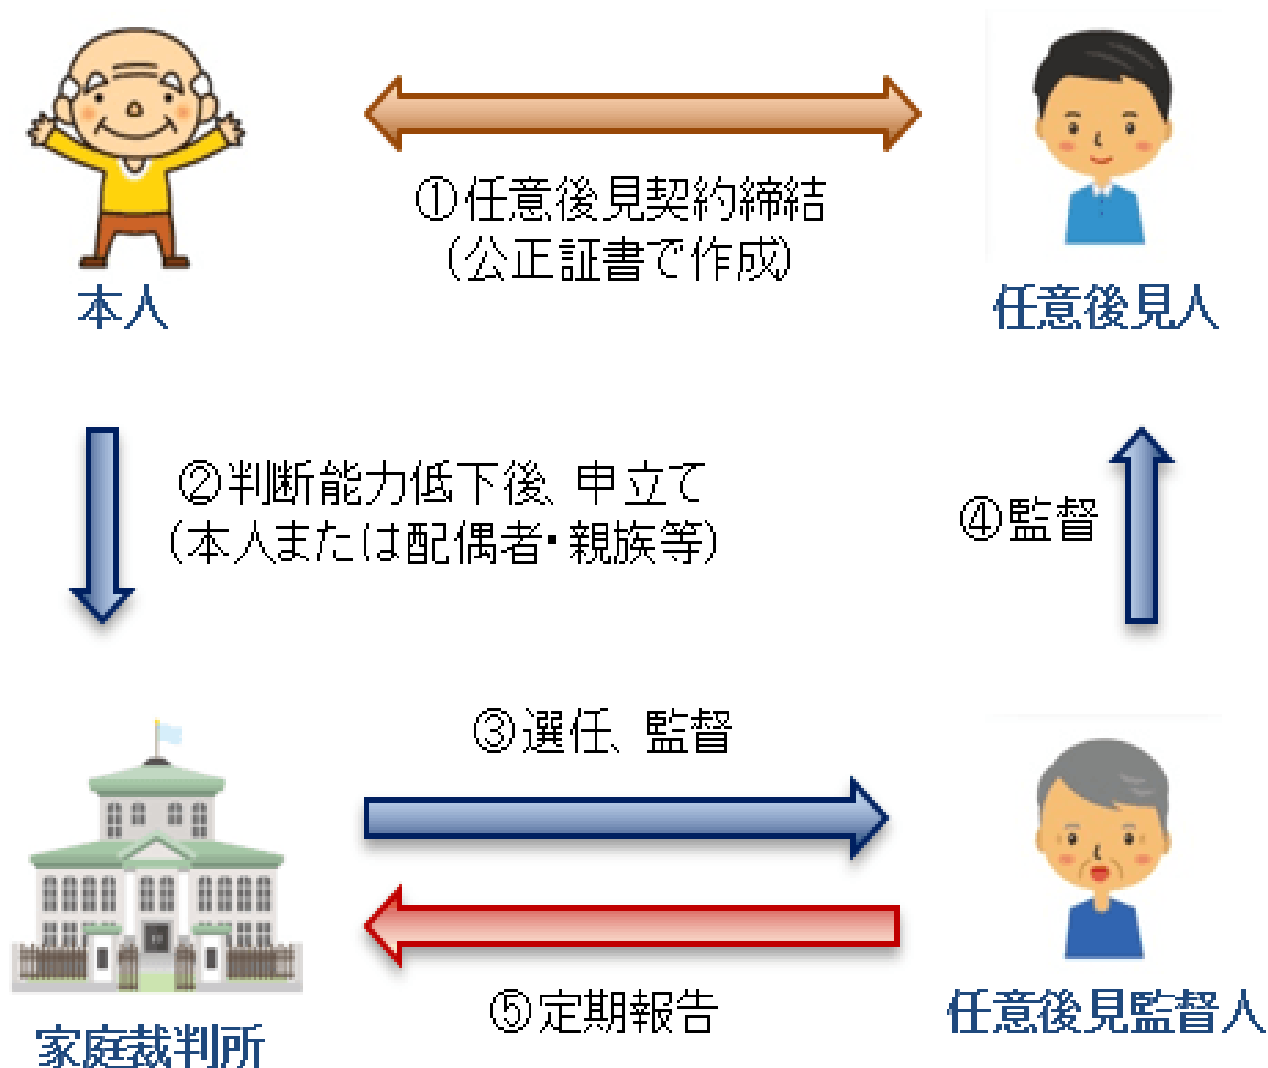 ①任意後見契約締結
(公正証書で作成)
本人
任意後見人
②判断能力低下後、申立て
(本人または配偶者・親族等)
④監督
③選任、監督
⑤定期報告
家庭裁判所
任意後見監督人